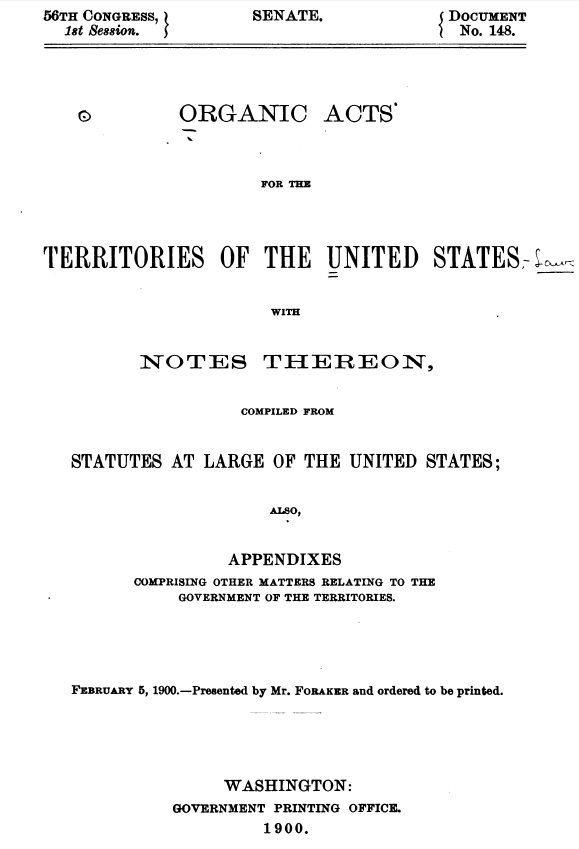 56TH CONGRESS, } SENATE. { DOCUMENT
1st Session. } { No. 148.
ORGANIC ACTS
FOR THE
TERRITORIES OF THE UNITED STATES,- Laws
WITH
NOTES THEREON,
COMPILED FROM
STATUTES AT LARGE OF THE UNITED STATES;
ALSO,
APPENDIXES
COMPRISING OTHER MATTERS RELATING TO THE
GOVERNMENT OF THE TERRITORIES.
FEBRUARY 5, 1900.—Presented by Mr. FORAKER and ordered to be printed.
WASHINGTON:
GOVERNMENT PRINTING OFFICE.
1900.